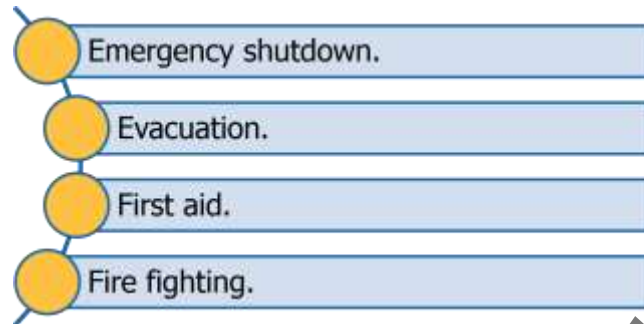 Emergency shutdown.
Evacuation.
First aid.
Fire fighting.